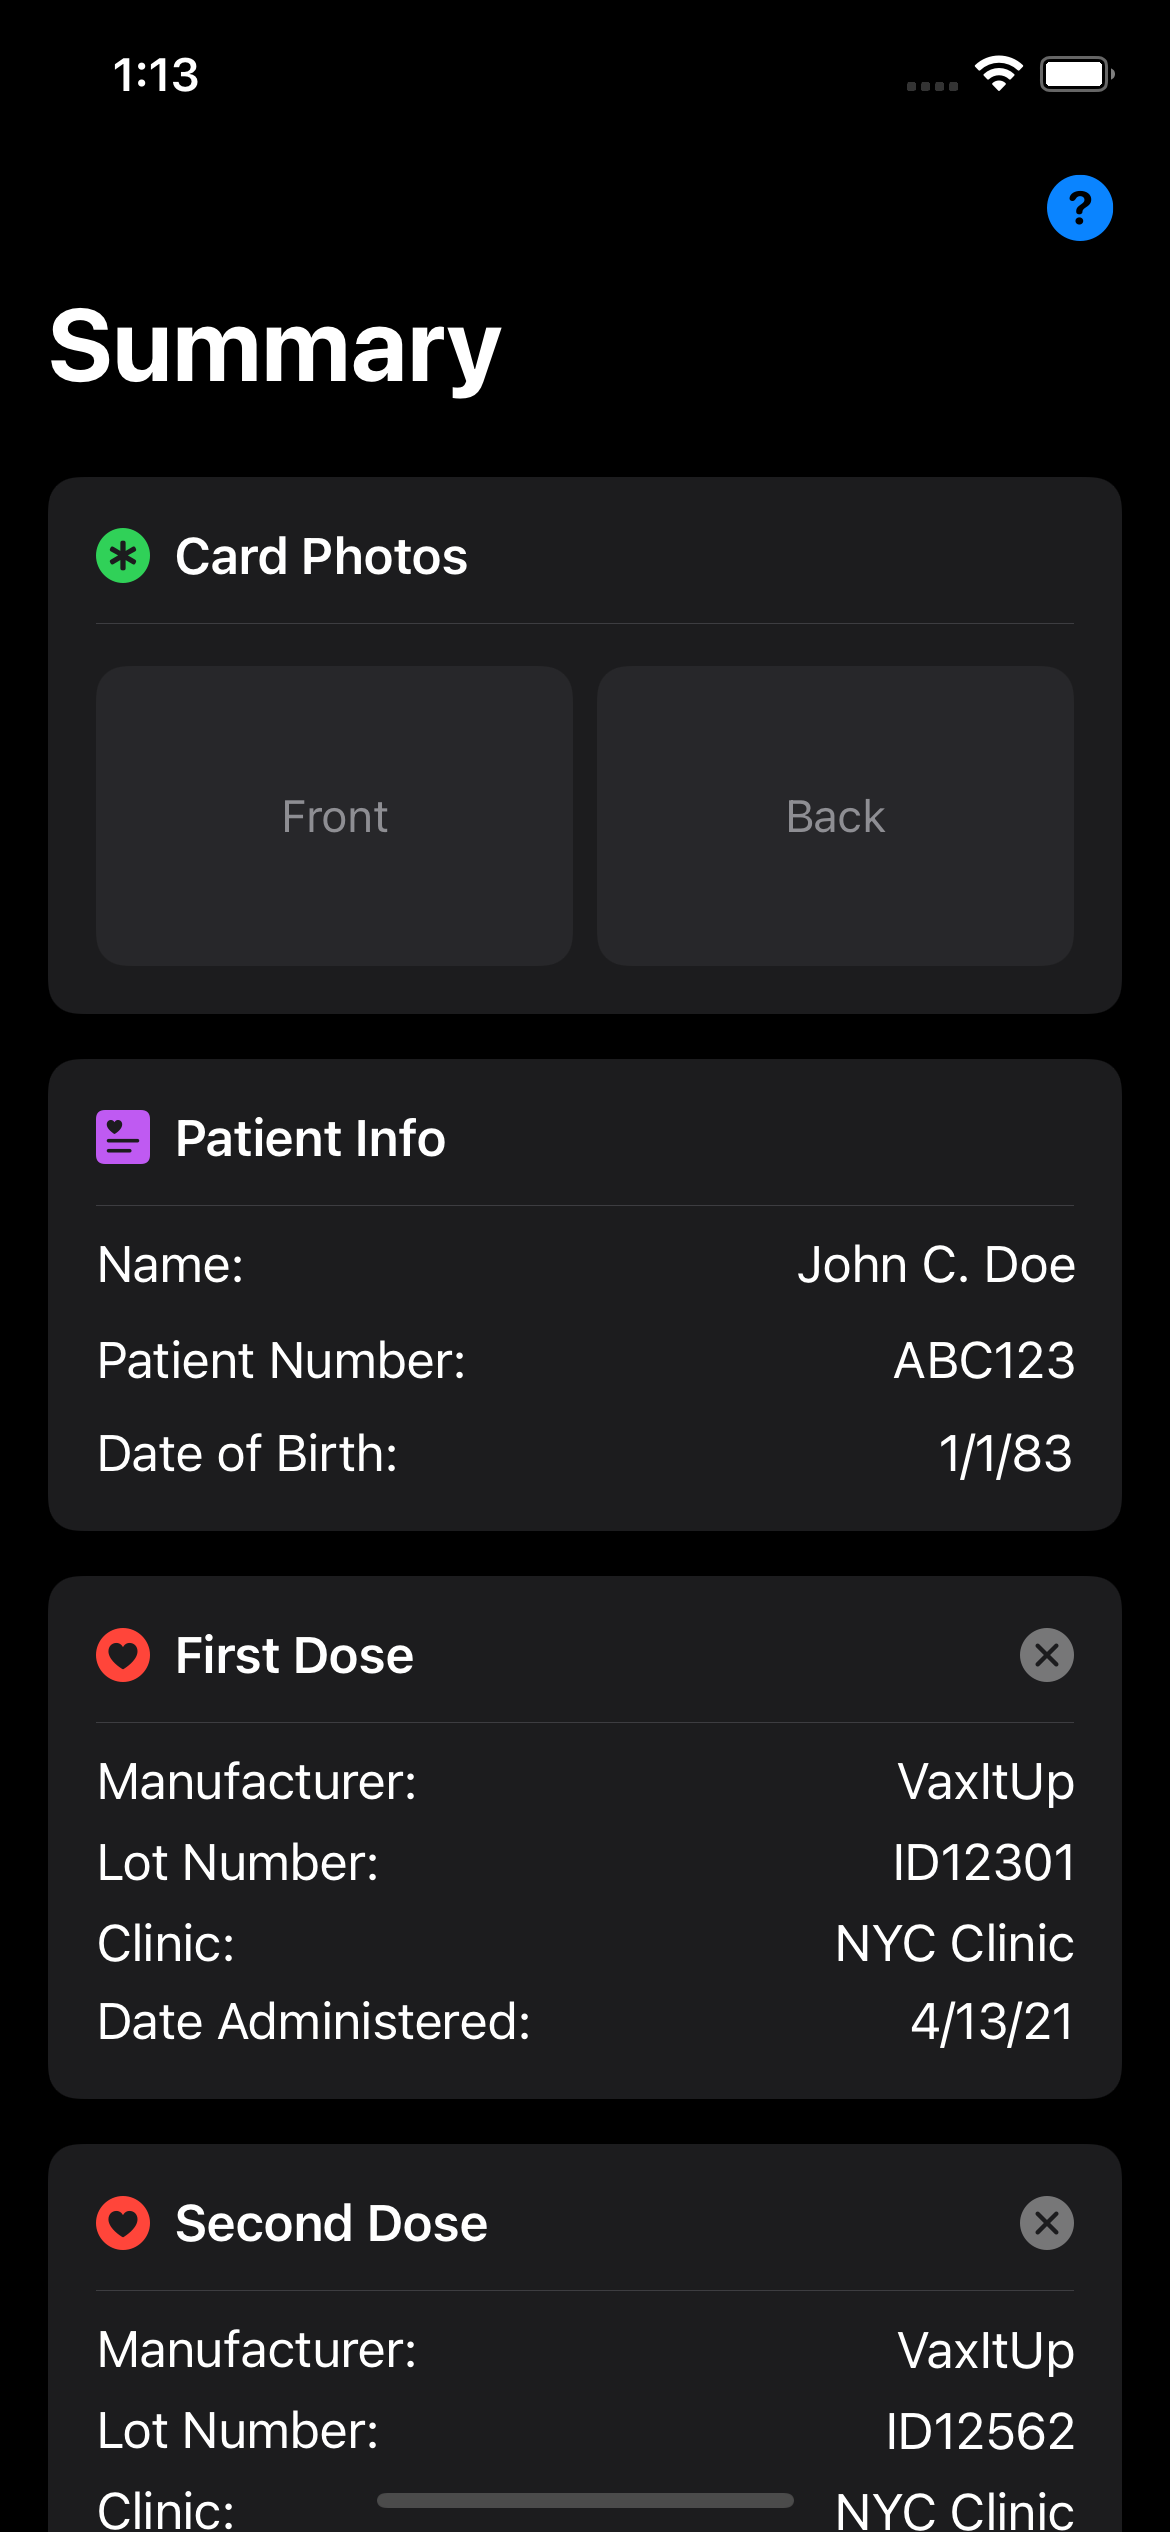 1:13
?
Summary
Card Photos
Front Back
Patient Info
Name: John C. Doe
Patient Number: ABC123
Date of Birth: 1/1/83
First Dose
Manufacturer: VaxItUp
Lot Number: ID12301
Clinic: NYC Clinic
Date Administered: 4/13/21
Second Dose
Manufacturer: VaxItUp
Lot Number: ID12562
Clinic: NYC Clinic